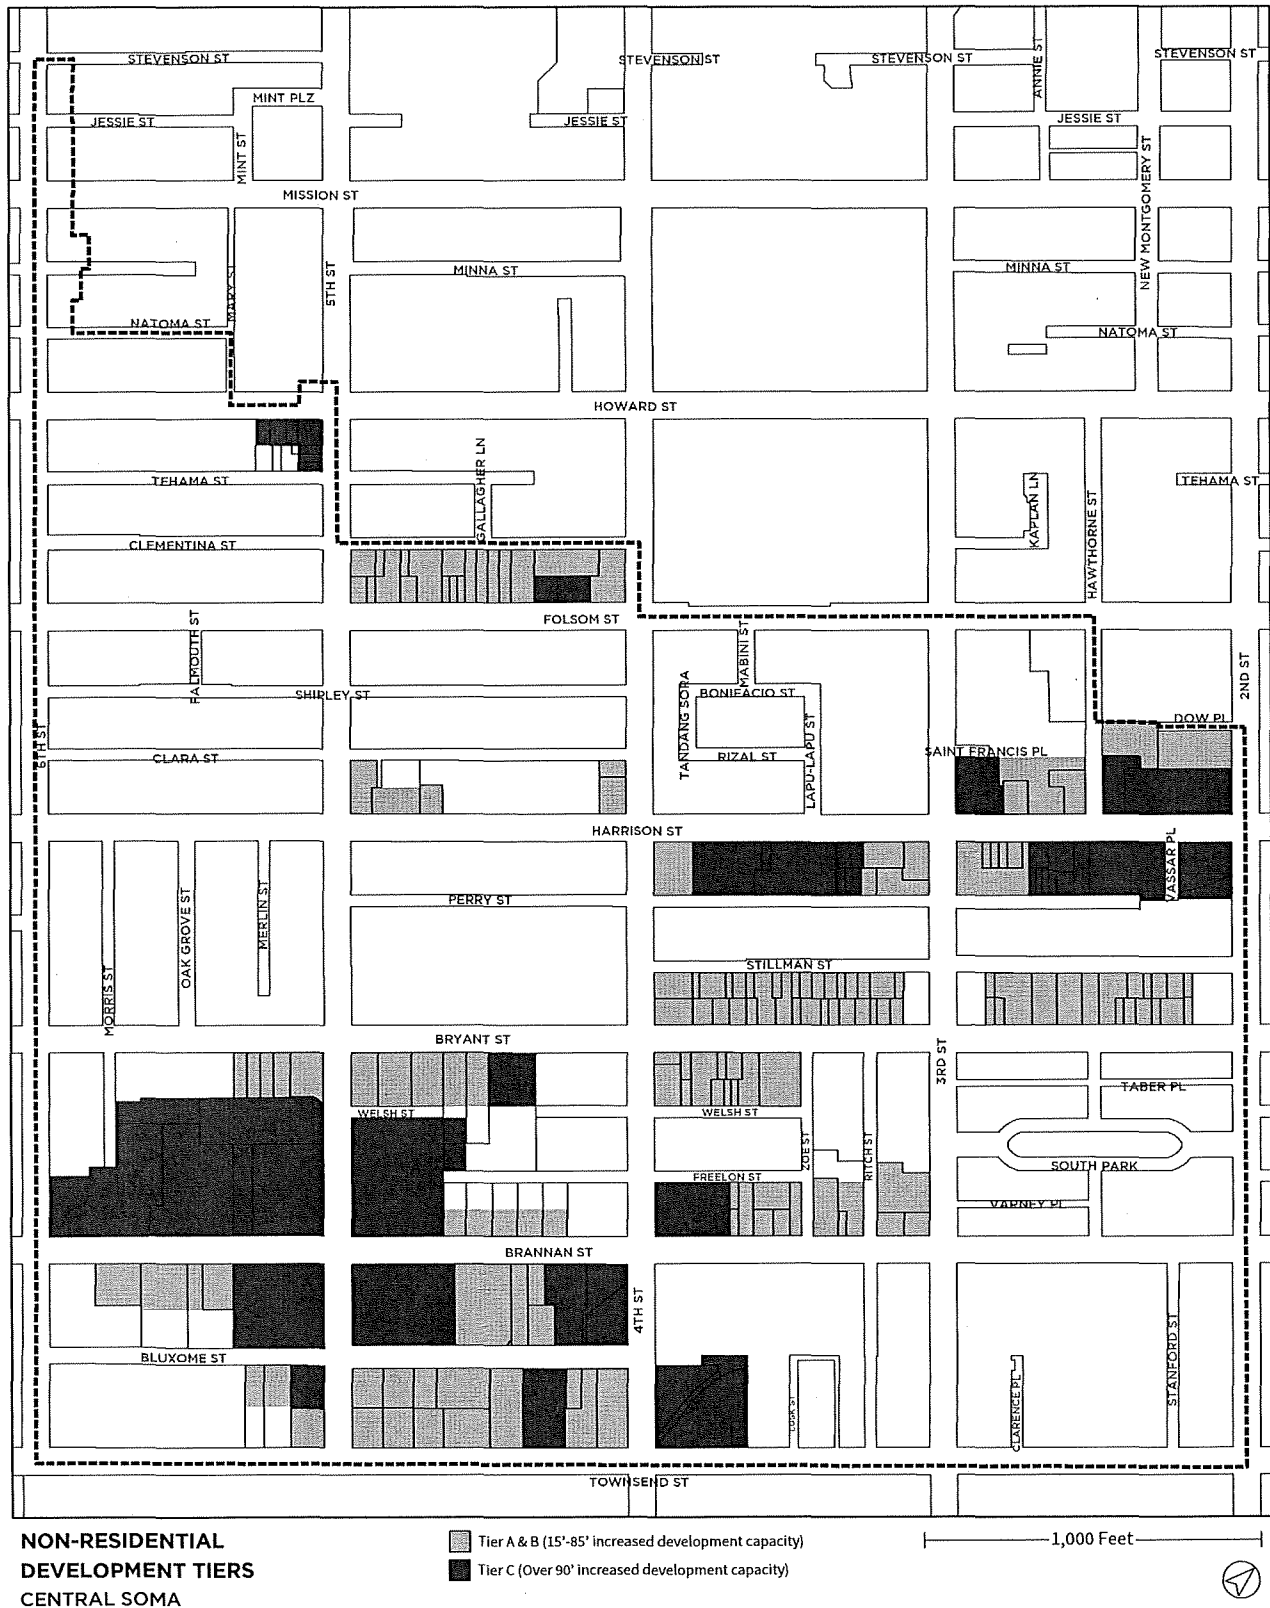 STEVENSON ST
STEVENSON ST
STEVENSON ST
STEVENSON ST
ANNIE ST
MINT PLZ
JESSIE ST
JESSIE ST
JESSIE ST
MINT ST
NEW MONTGOMERY ST
MISSION ST
MINNA ST
MINNA ST
5TH ST
MARY ST
NATOMA ST
NATOMA ST
HOWARD ST
GALLAGHER LN
KAPLAN LN
HAWTHORNE ST
TEHAMA ST
TEHAMA ST
CLEMENTINA ST
FOLSOM ST
FALMOUTH ST
MABINI ST
2ND ST
SHIPLEY ST
TANDANG SORA
BONIFACIO ST
LAPU-LAPU ST
DOW PL
6TH ST
CLARA ST
RIZAL ST
SAINT FRANCIS PL
HARRISON ST
VASSAR PL
OAK GROVE ST
MERLIN ST
PERRY ST
MORRIS ST
STILLMAN ST
BRYANT ST
3RD ST
TABER PL
WELSH ST
WELSH ST
ZOE ST
RITCH ST
SOUTH PARK
FREELON ST
VARNEY PL
BRANNAN ST
4TH ST
STANFORD ST
BLUXOME ST
LUSK ST
CLARENCE PL
TOWNSEND ST
NON-RESIDENTIAL
DEVELOPMENT TIERS
CENTRAL SOMA
Tier A & B (15'-85' increased development capacity)
Tier C (Over 90' increased development capacity)
1,000 Feet